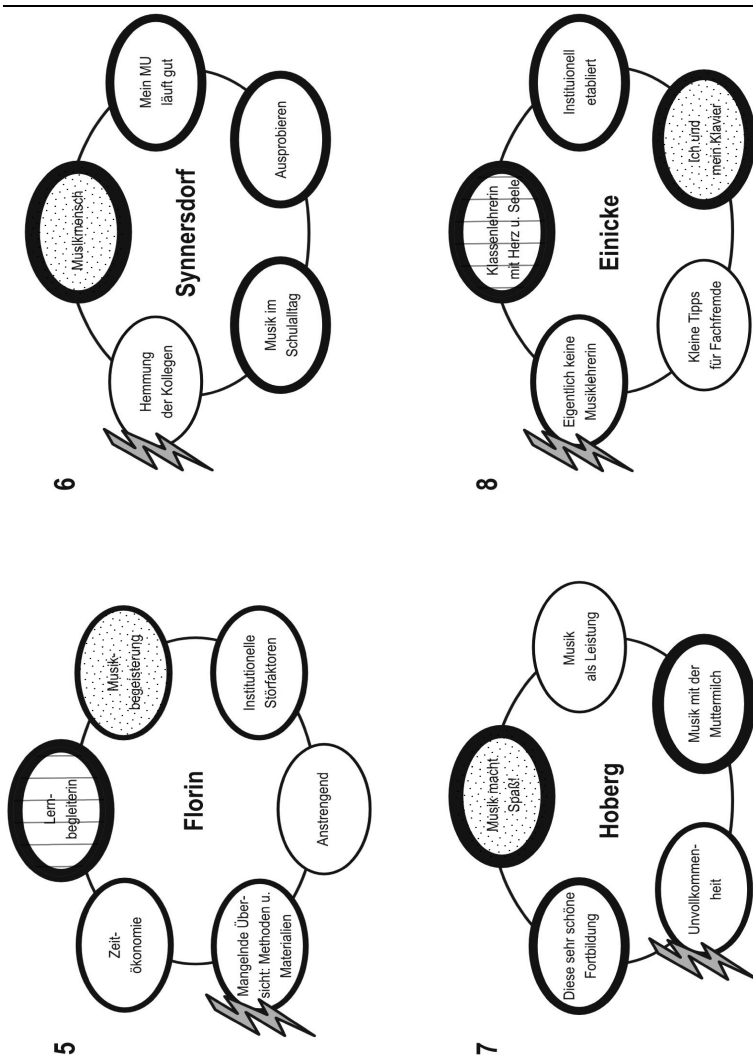 5
Lern-
begleiterin
Musik-
begeisterung
Institutionelle
Störfaktoren
Anstrengend
Mangelnde Über-
sicht: Methoden u.
Materialien
Zeit-
ökonomie
Florin
6
Musikmensch
Mein MU
läuft gut
Ausprobieren
Musik im
Schulalltag
Hemmung
der Kollegen
Synnersdorf
7
Musik macht
Spaß!
Musik
als Leistung
Musik mit der
Muttermilch
Unvollkommen-
heit
Diese sehr schöne
Fortbildung
Hoberg
8
Klassenlehrerin
mit Herz u. Seele
Instituionell
etabliert
Ich und
mein Klavier
Kleine Tipps
für Fachfremde
Eigentlich keine
Musiklehrerin
Einicke